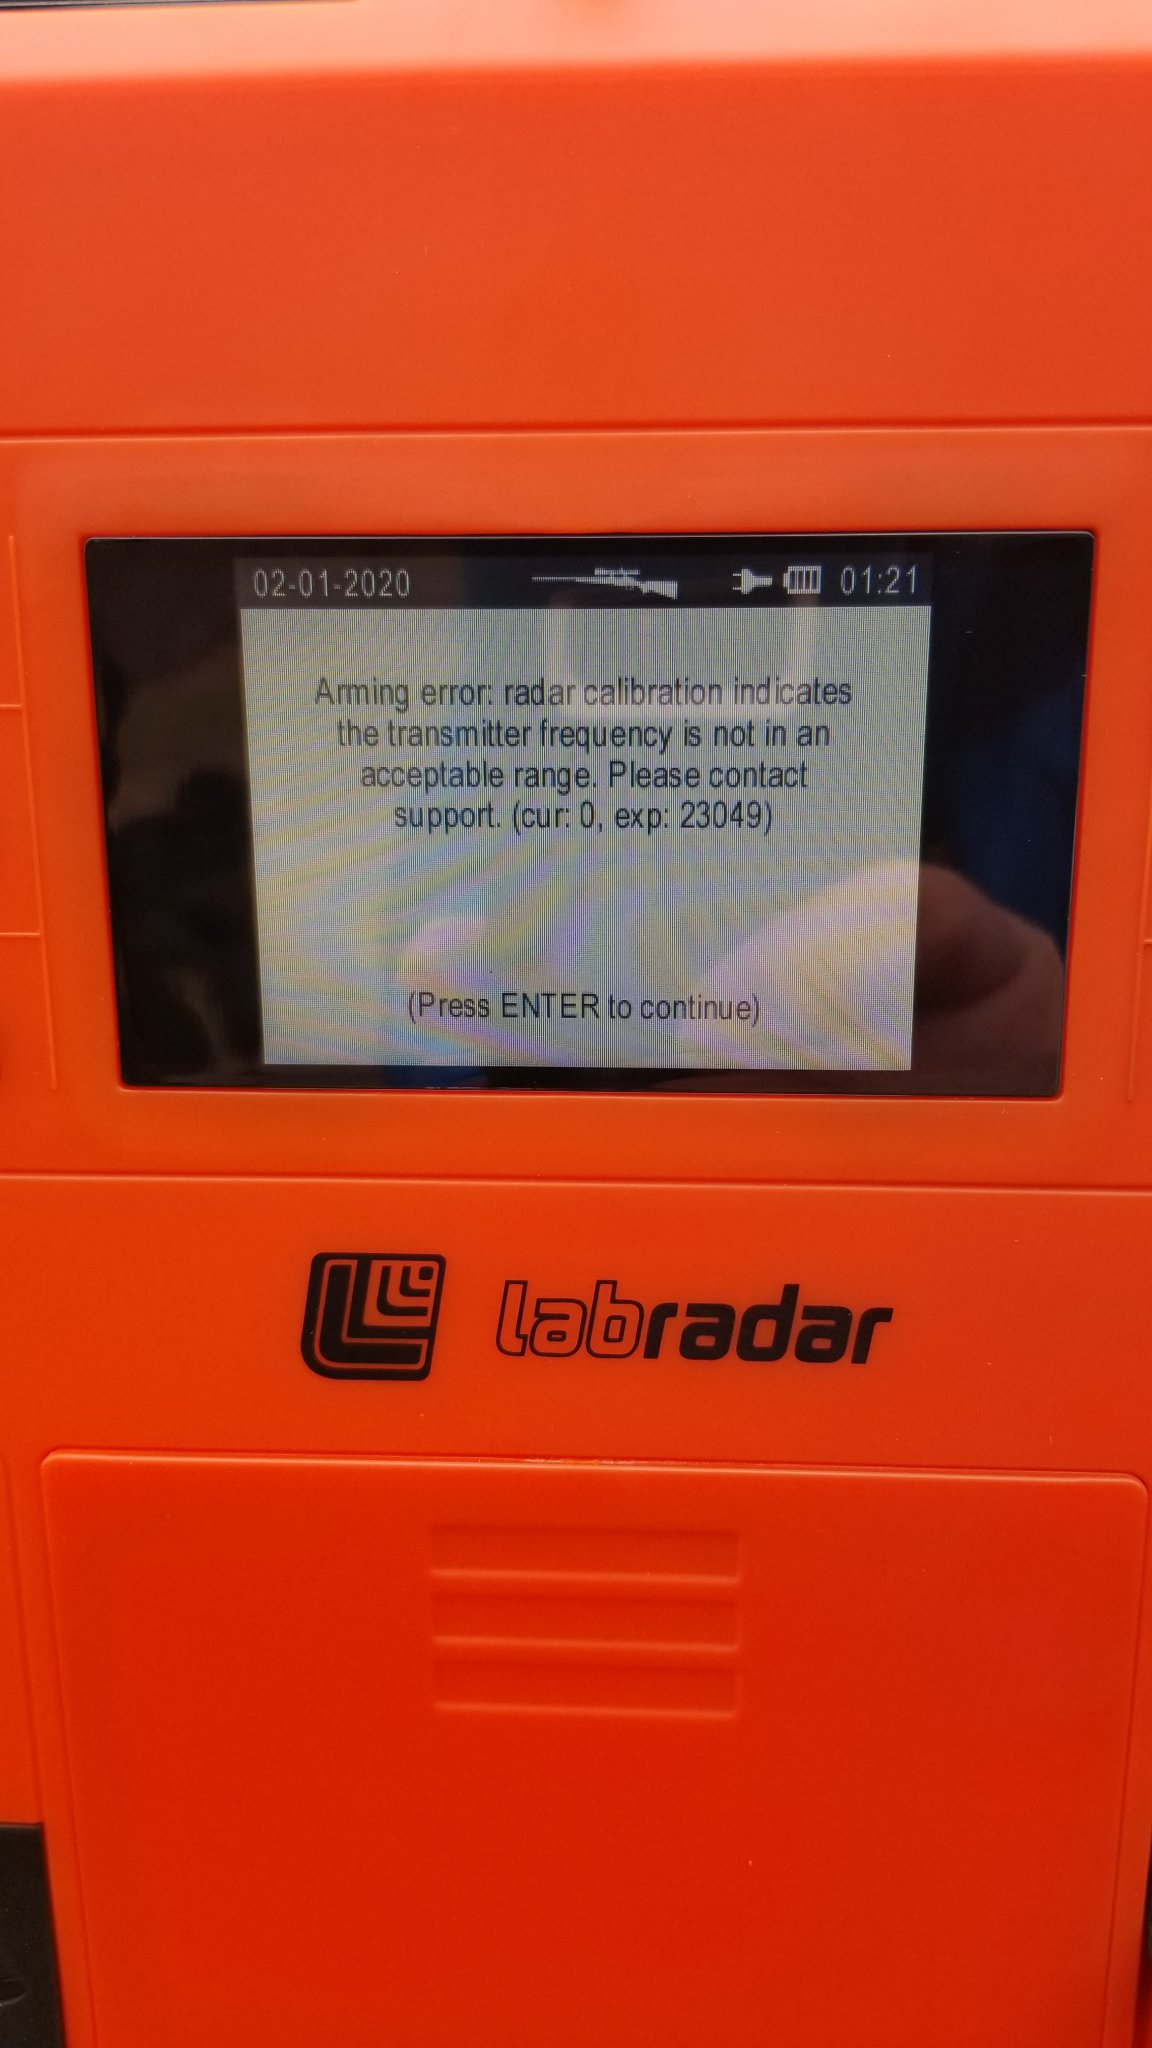 02-01-2020 01:21
Arming error: radar calibration indicates
the transmitter frequency is not in an
acceptable range. Please contact
support. (cur: 0, exp: 23049)
(Press ENTER to continue)
labradar